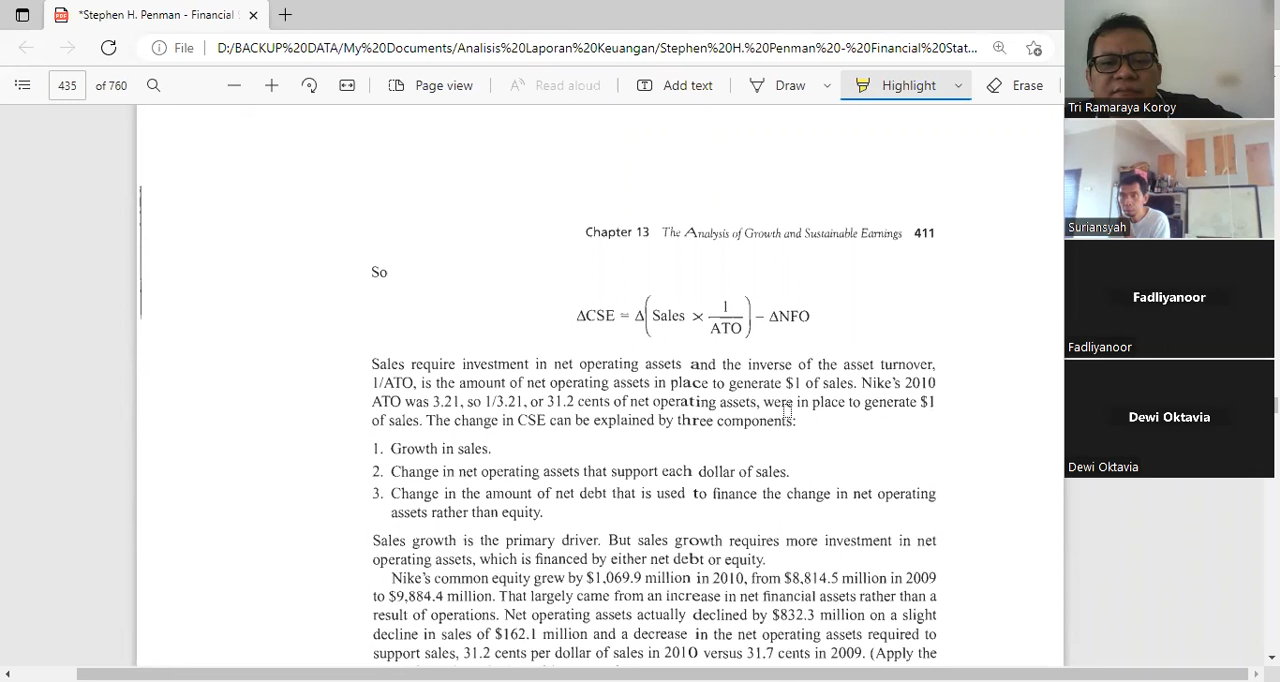 *Stephen H. Penman - Financial
File
D:/BACKUP%20DATA/My%20Documents/Analisis%20Laporan%20Keuangan/Stephen%20H.%20Penman%20-%20Financial%20Stat...
435 of 760
Page view
Read aloud
Add text
Draw
Highlight
Erase
Chapter 13 The Analysis of Growth and Sustainable Earnings 411
So
ΔCSE = Δ(Sales × 1/ATO) − ΔNFO
Sales require investment in net operating assets and the inverse of the asset turnover,
1/ATO, is the amount of net operating assets in place to generate $1 of sales. Nike's 2010
ATO was 3.21, so 1/3.21, or 31.2 cents of net operating assets, were in place to generate $1
of sales. The change in CSE can be explained by three components:
1. Growth in sales.
2. Change in net operating assets that support each dollar of sales.
3. Change in the amount of net debt that is used to finance the change in net operating
assets rather than equity.
Sales growth is the primary driver. But sales growth requires more investment in net
operating assets, which is financed by either net debt or equity.
Nike's common equity grew by $1,069.9 million in 2010, from $8,814.5 million in 2009
to $9,884.4 million. That largely came from an increase in net financial assets rather than a
result of operations. Net operating assets actually declined by $832.3 million on a slight
decline in sales of $162.1 million and a decrease in the net operating assets required to
support sales, 31.2 cents per dollar of sales in 2010 versus 31.7 cents in 2009. (Apply the
Tri Ramaraya Koroy
Suriansyah
Fadliyanoor
Fadliyanoor
Dewi Oktavia
Dewi Oktavia